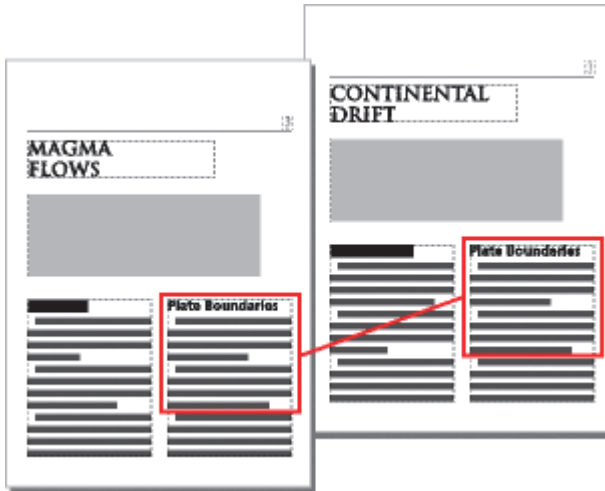 MAGMA
FLOWS
Plate Boundaries
CONTINENTAL
DRIFT
Plate Boundaries